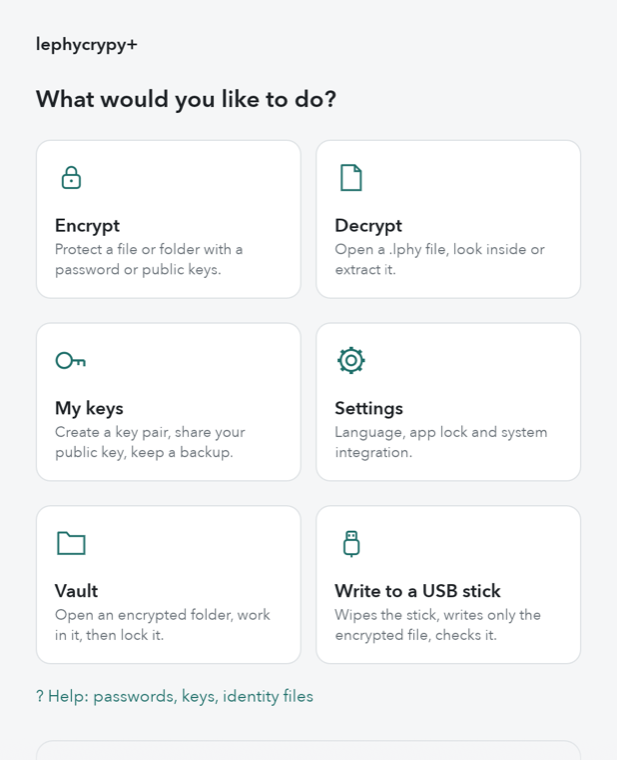 lephycrypy+
What would you like to do?
Encrypt
Protect a file or folder with a
password or public keys.
Decrypt
Open a .lphy file, look inside or
extract it.
My keys
Create a key pair, share your
public key, keep a backup.
Settings
Language, app lock and system
integration.
Vault
Open an encrypted folder, work
in it, then lock it.
Write to a USB stick
Wipes the stick, writes only the
encrypted file, checks it.
? Help: passwords, keys, identity files